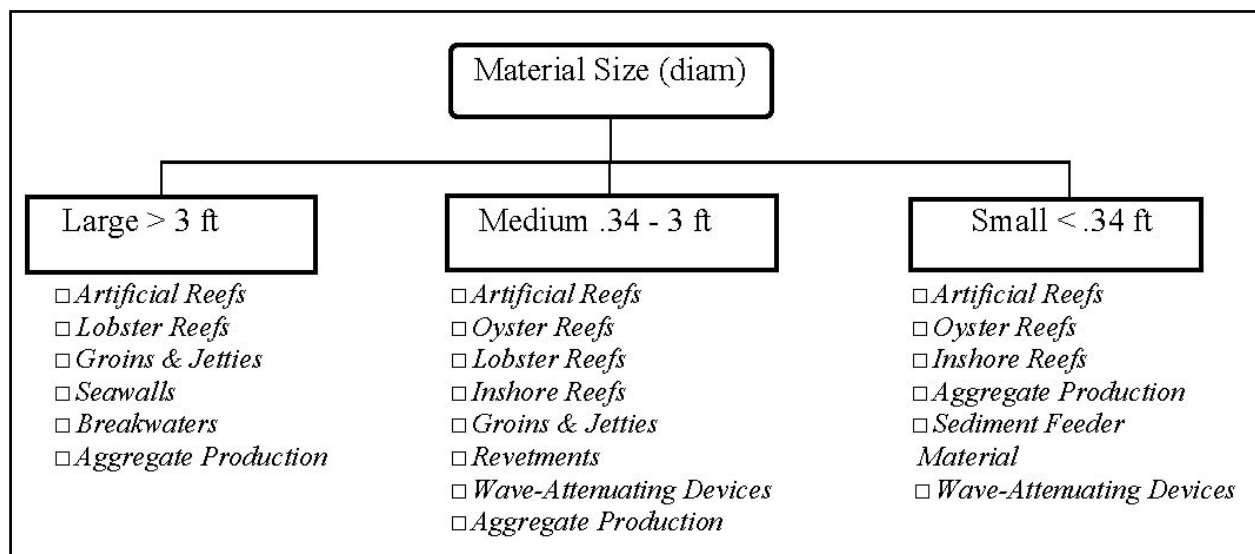 Material Size (diam)
Large > 3 ft
□ Artificial Reefs
□ Lobster Reefs
□ Groins & Jetties
□ Seawalls
□ Breakwaters
□ Aggregate Production
Medium .34 - 3 ft
□ Artificial Reefs
□ Oyster Reefs
□ Lobster Reefs
□ Inshore Reefs
□ Groins & Jetties
□ Revetments
□ Wave-Attenuating Devices
□ Aggregate Production
Small < .34 ft
□ Artificial Reefs
□ Oyster Reefs
□ Inshore Reefs
□ Aggregate Production
□ Sediment Feeder
Material
□ Wave-Attenuating Devices